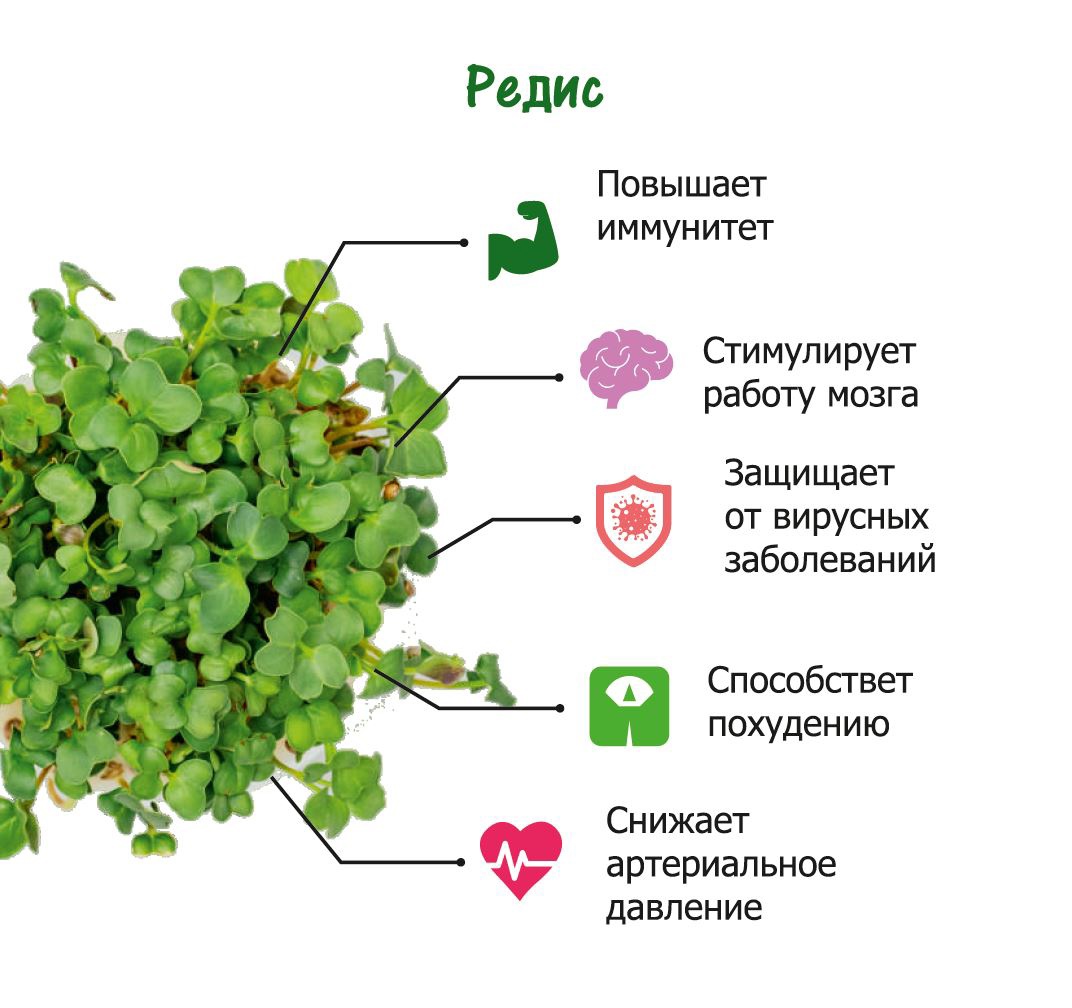 Редис
Повышает
иммунитет
Стимулирует
работу мозга
Защищает
от вирусных
заболеваний
Способствет
похудению
Снижает
артериальное
давление